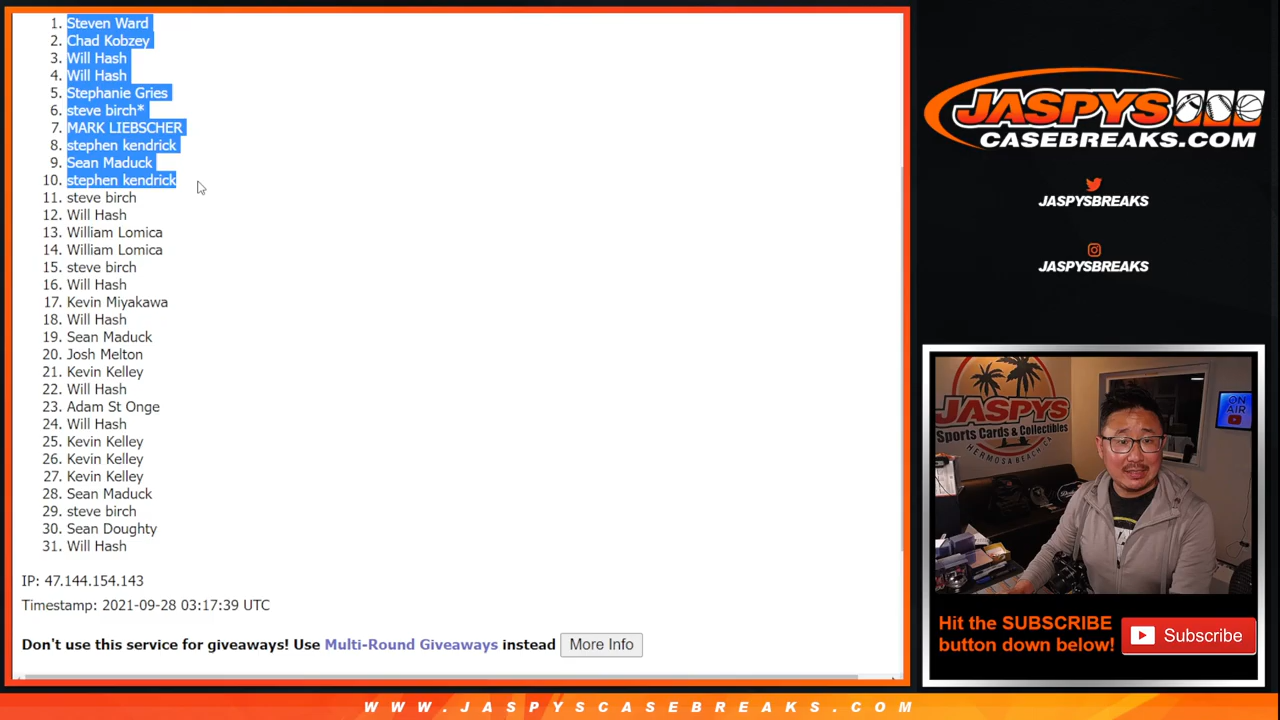 1. Steven Ward
2. Chad Kobzey
3. Will Hash
4. Will Hash
5. Stephanie Gries
6. steve birch*
7. MARK LIEBSCHER
8. stephen kendrick
9. Sean Maduck
10. stephen kendrick
11. steve birch
12. Will Hash
13. William Lomica
14. William Lomica
15. steve birch
16. Will Hash
17. Kevin Miyakawa
18. Will Hash
19. Sean Maduck
20. Josh Melton
21. Kevin Kelley
22. Will Hash
23. Adam St Onge
24. Will Hash
25. Kevin Kelley
26. Kevin Kelley
27. Kevin Kelley
28. Sean Maduck
29. steve birch
30. Sean Doughty
31. Will Hash
IP: 47.144.154.143
Timestamp: 2021-09-28 03:17:39 UTC
Don't use this service for giveaways! Use Multi-Round Giveaways instead More Info
JASPYS
CASEBREAKS.COM
JASPYSBREAKS
JASPYSBREAKS
JASPYS
Sports Cards & Collectibles
HERMOSA BEACH CA
ON
AIR
Hit the SUBSCRIBE
button down below!
Subscribe
WWW.JASPYSCASEBREAKS.COM